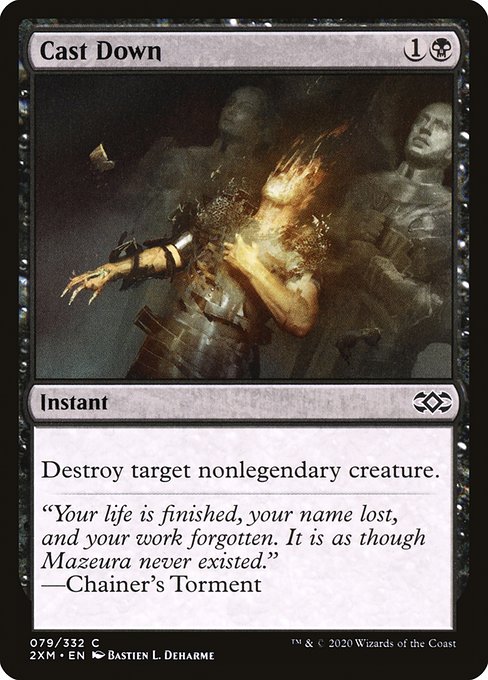 Cast Down 1
Instant
Destroy target nonlegendary creature.
“Your life is finished, your name lost,
and your work forgotten. It is as though
Mazeura never existed.”
—Chainer’s Torment
079/332 C
™ & © 2020 Wizards of the Coast
2XM • EN Bastien L. Deharme